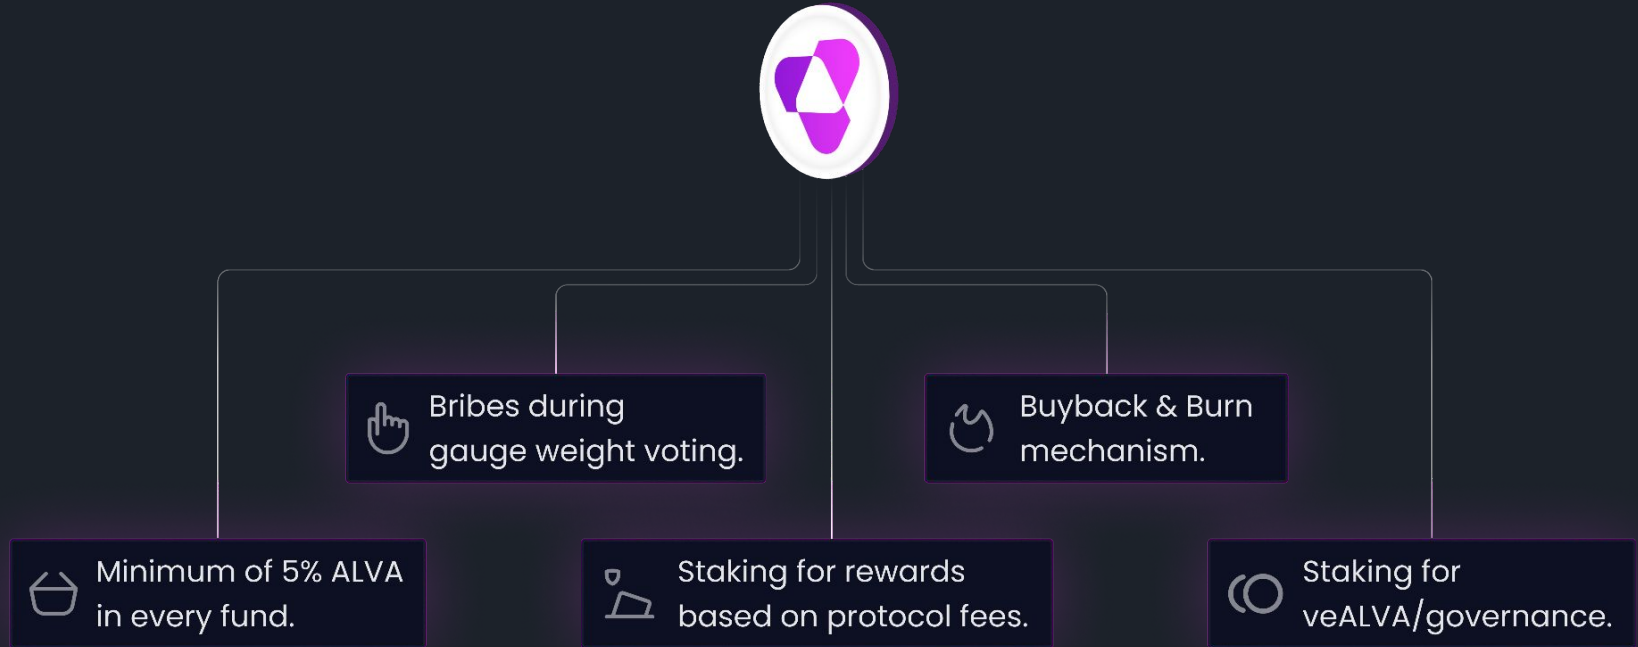 Bribes during
gauge weight voting.
Buyback & Burn
mechanism.
Minimum of 5% ALVA
in every fund.
Staking for rewards
based on protocol fees.
Staking for
veALVA/governance.